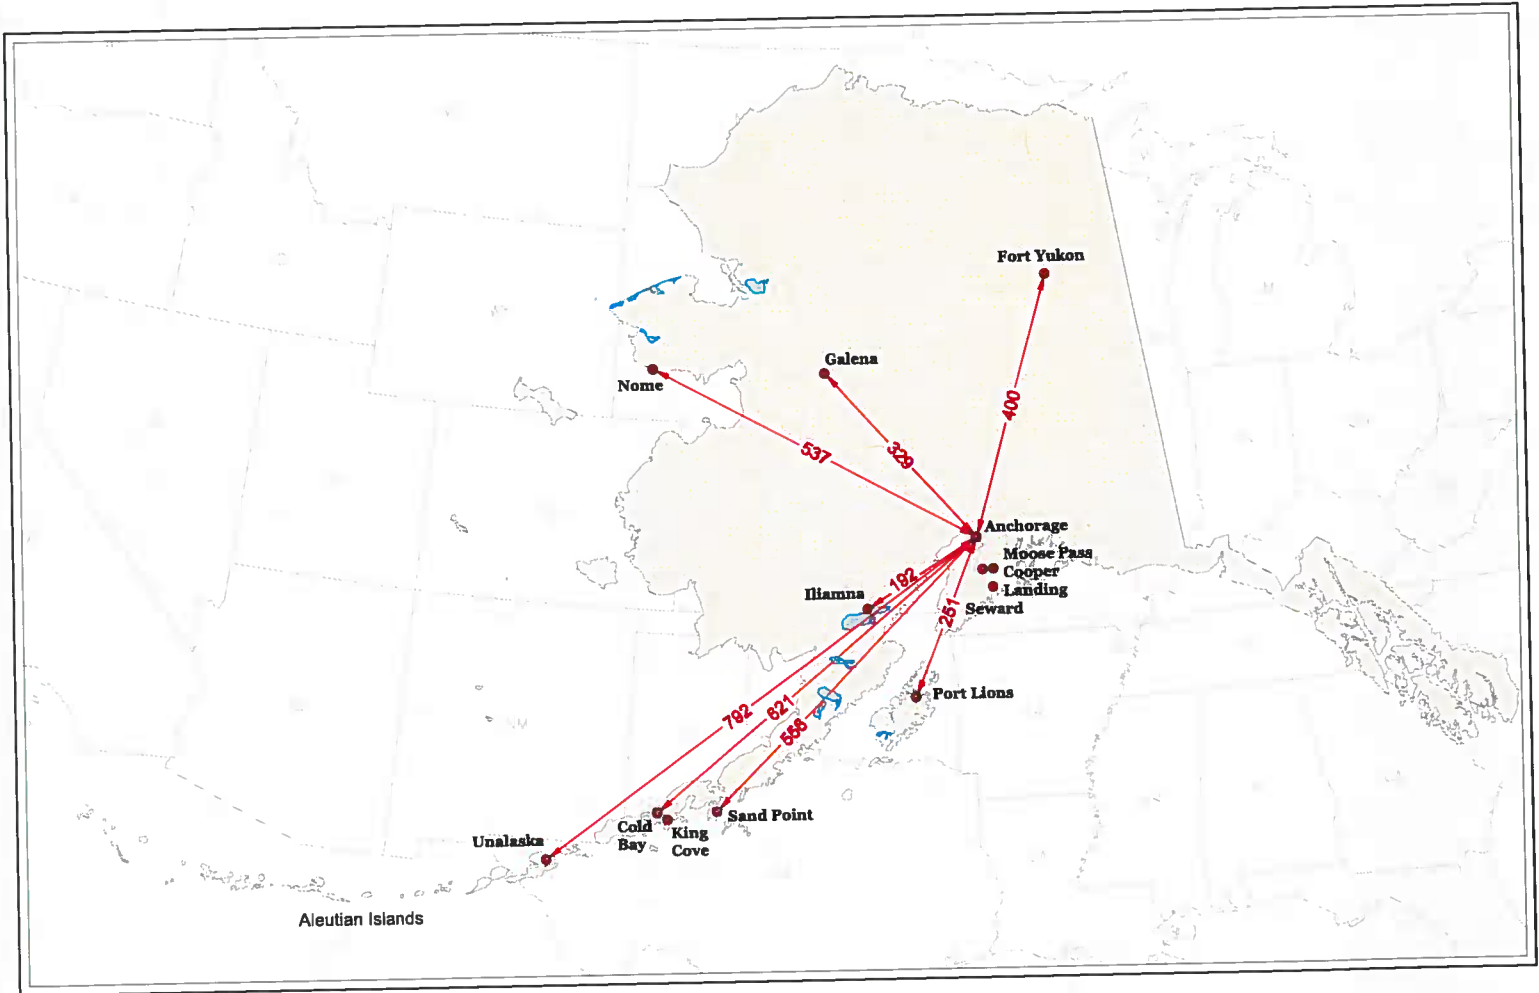 Fort Yukon
Galena
Nome
400
537
329
Anchorage
Moose Pass
Cooper
Landing
Seward
Iliamna
192
251
Port Lions
792
621
Sand Point
Cold
Bay
King
Cove
Unalaska
Aleutian Islands